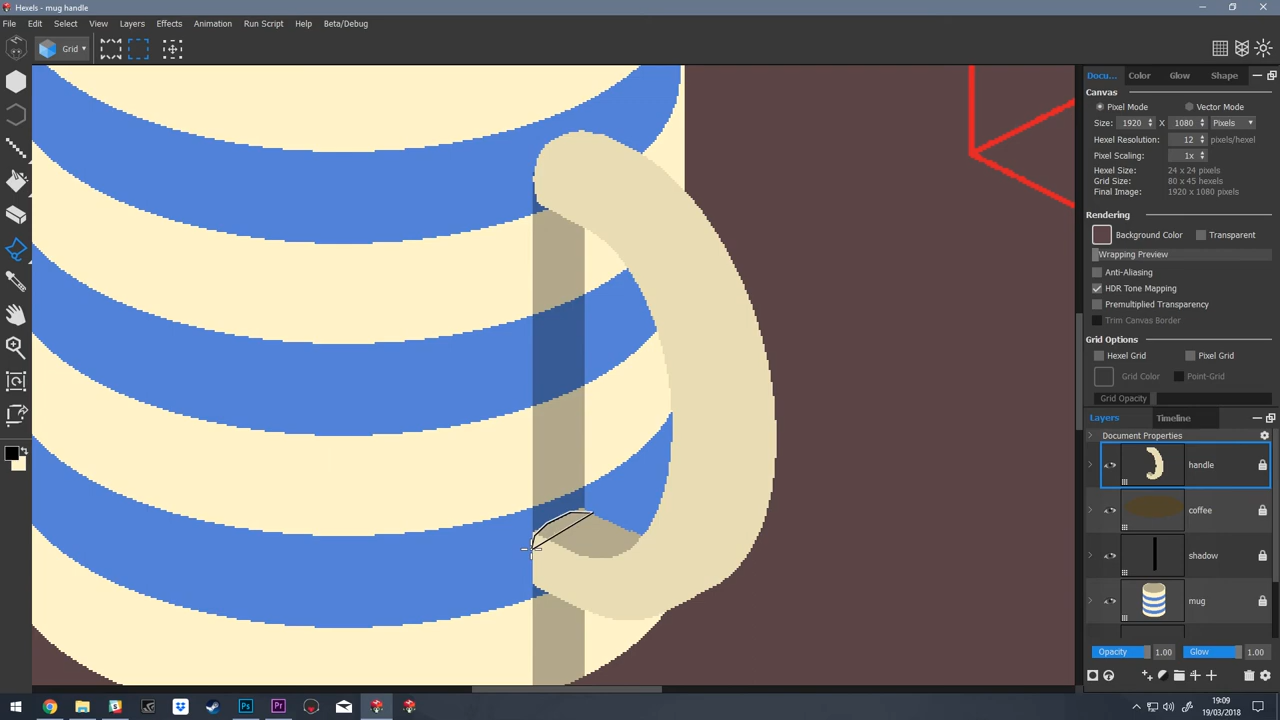 Hexels - mug handle
File Edit Select View Layers Effects Animation Run Script Help Beta/Debug
Grid
Docu... Color Glow Shape
Canvas
Pixel Mode Vector Mode
Size: 1920 X 1080 Pixels
Hexel Resolution: 12 pixels/hexel
Pixel Scaling: 1x
Hexel Size: 24 x 24 pixels
Grid Size: 80 x 45 hexels
Final Image: 1920 x 1080 pixels
Rendering
Background Color Transparent
Wrapping Preview
Anti-Aliasing
HDR Tone Mapping
Premultiplied Transparency
Trim Canvas Border
Grid Options
Hexel Grid Pixel Grid
Grid Color Point-Grid
Grid Opacity
Layers Timeline
Document Properties
handle
coffee
shadow
mug
Opacity 1.00 Glow 1.00
Ps Pr
19:09
19/03/2018